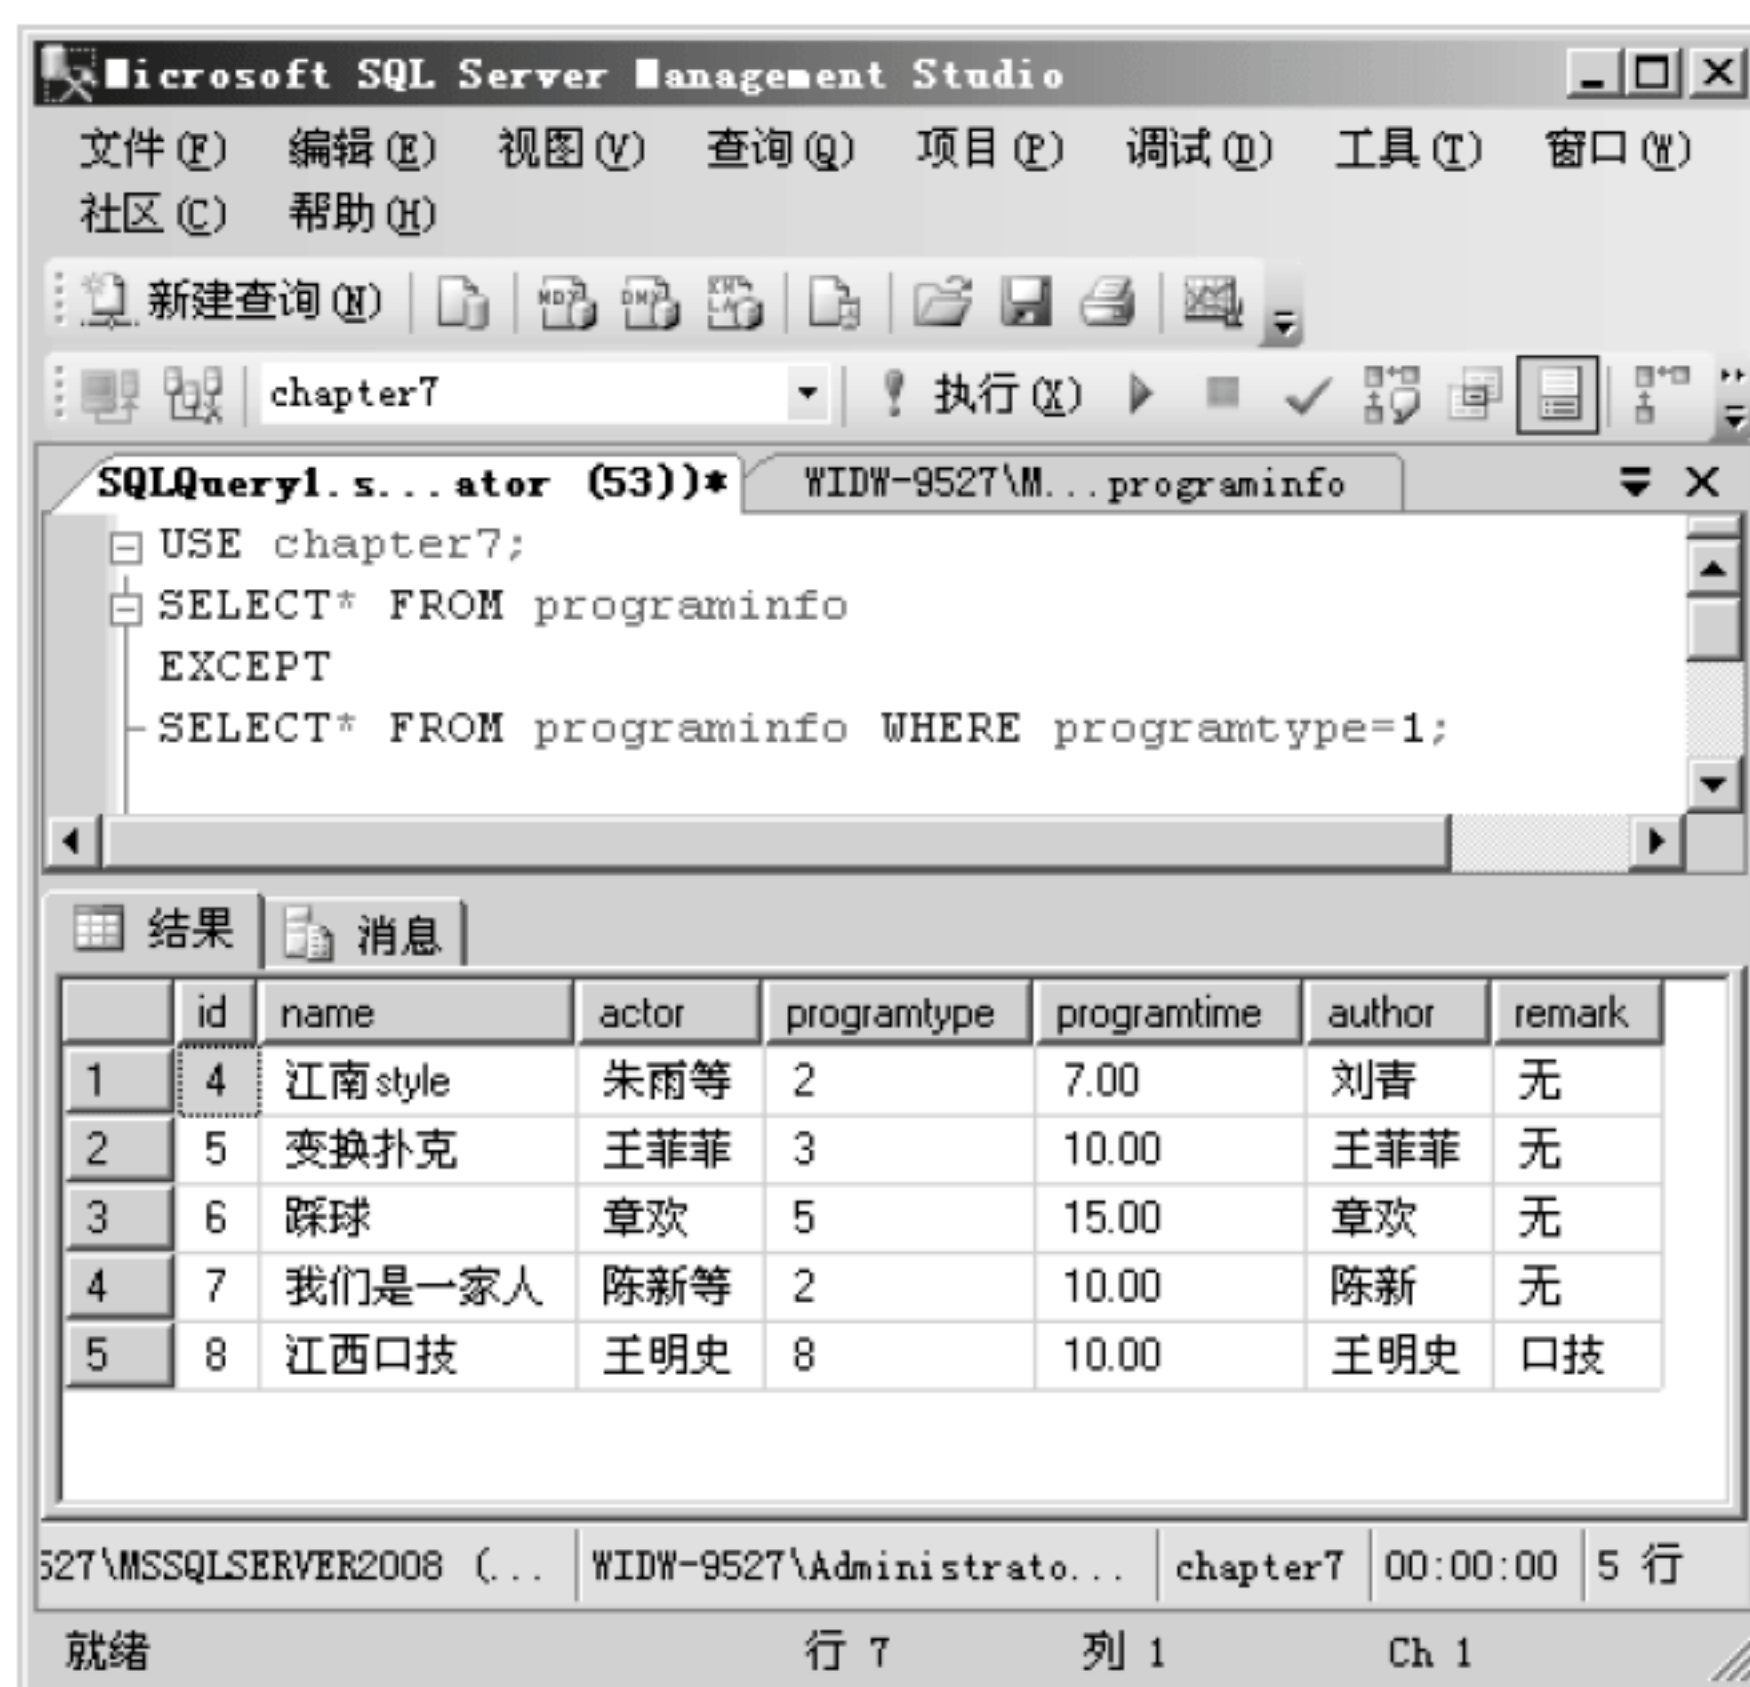 Microsoft SQL Server Management Studio
文件(F) 编辑(E) 视图(V) 查询(Q) 项目(P) 调试(D) 工具(T) 窗口(W)
社区(C) 帮助(H)
新建查询(N)
chapter7 执行(X)
SQLQuery1.s...ator (53))* WIDW-9527\M...programinfo
USE chapter7;
SELECT* FROM programinfo
EXCEPT
SELECT* FROM programinfo WHERE programtype=1;
结果 消息
id name actor programtype programtime author remark
1 4 江南style 朱雨等 2 7.00 刘春 无
2 5 变换扑克 王菲菲 3 10.00 王菲菲 无
3 6 踩球 章欢 5 15.00 章欢 无
4 7 我们是一家人 陈新等 2 10.00 陈新 无
5 8 江西口技 王明史 8 10.00 王明史 口技
527\MSSQLSERVER2008 (... WIDW-9527\Administrato... chapter7 00:00:00 5 行
就绪 行 7 列 1 Ch 1